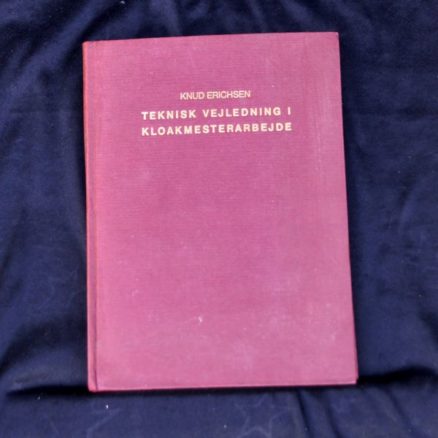 KNUD ERICHSEN
TEKNISK VEJLEDNING I
KLOAKMESTERARBEJDE